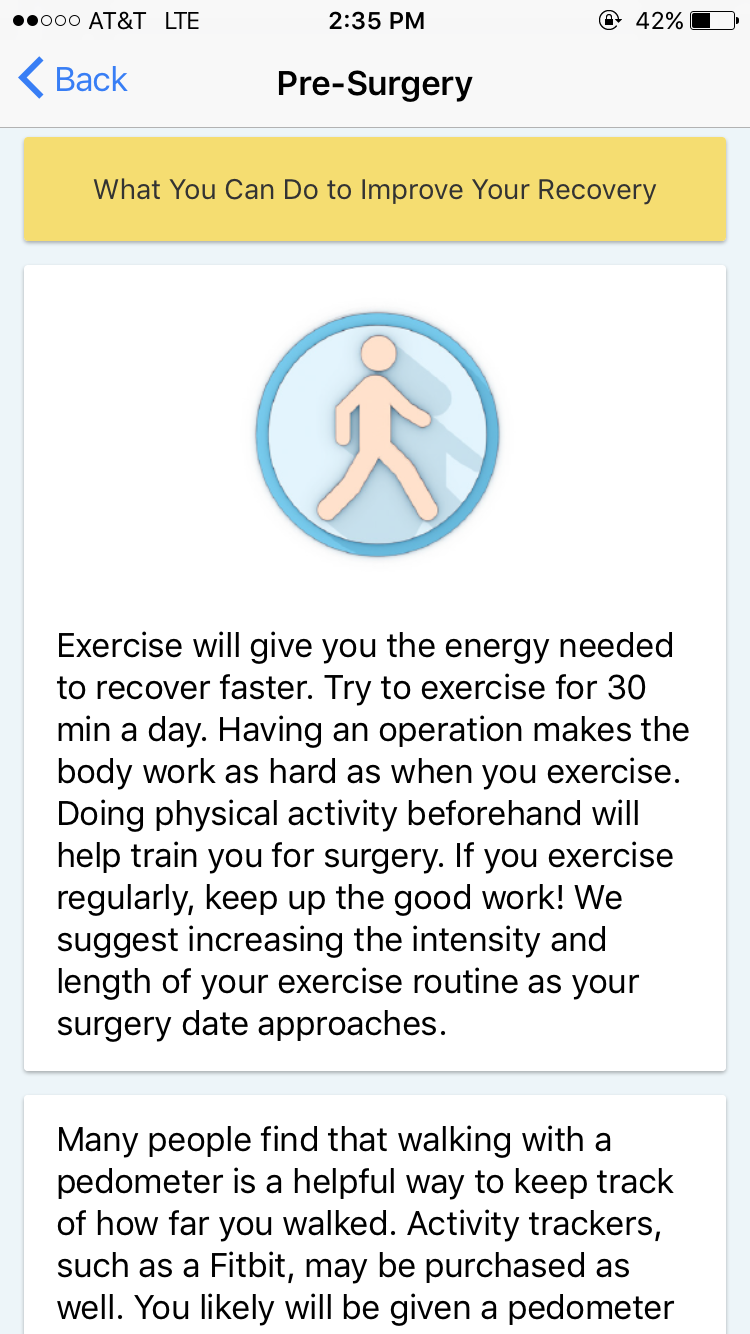 AT&T LTE 2:35 PM 42%
Back Pre-Surgery
What You Can Do to Improve Your Recovery
Exercise will give you the energy needed
to recover faster. Try to exercise for 30
min a day. Having an operation makes the
body work as hard as when you exercise.
Doing physical activity beforehand will
help train you for surgery. If you exercise
regularly, keep up the good work! We
suggest increasing the intensity and
length of your exercise routine as your
surgery date approaches.
Many people find that walking with a
pedometer is a helpful way to keep track
of how far you walked. Activity trackers,
such as a Fitbit, may be purchased as
well. You likely will be given a pedometer